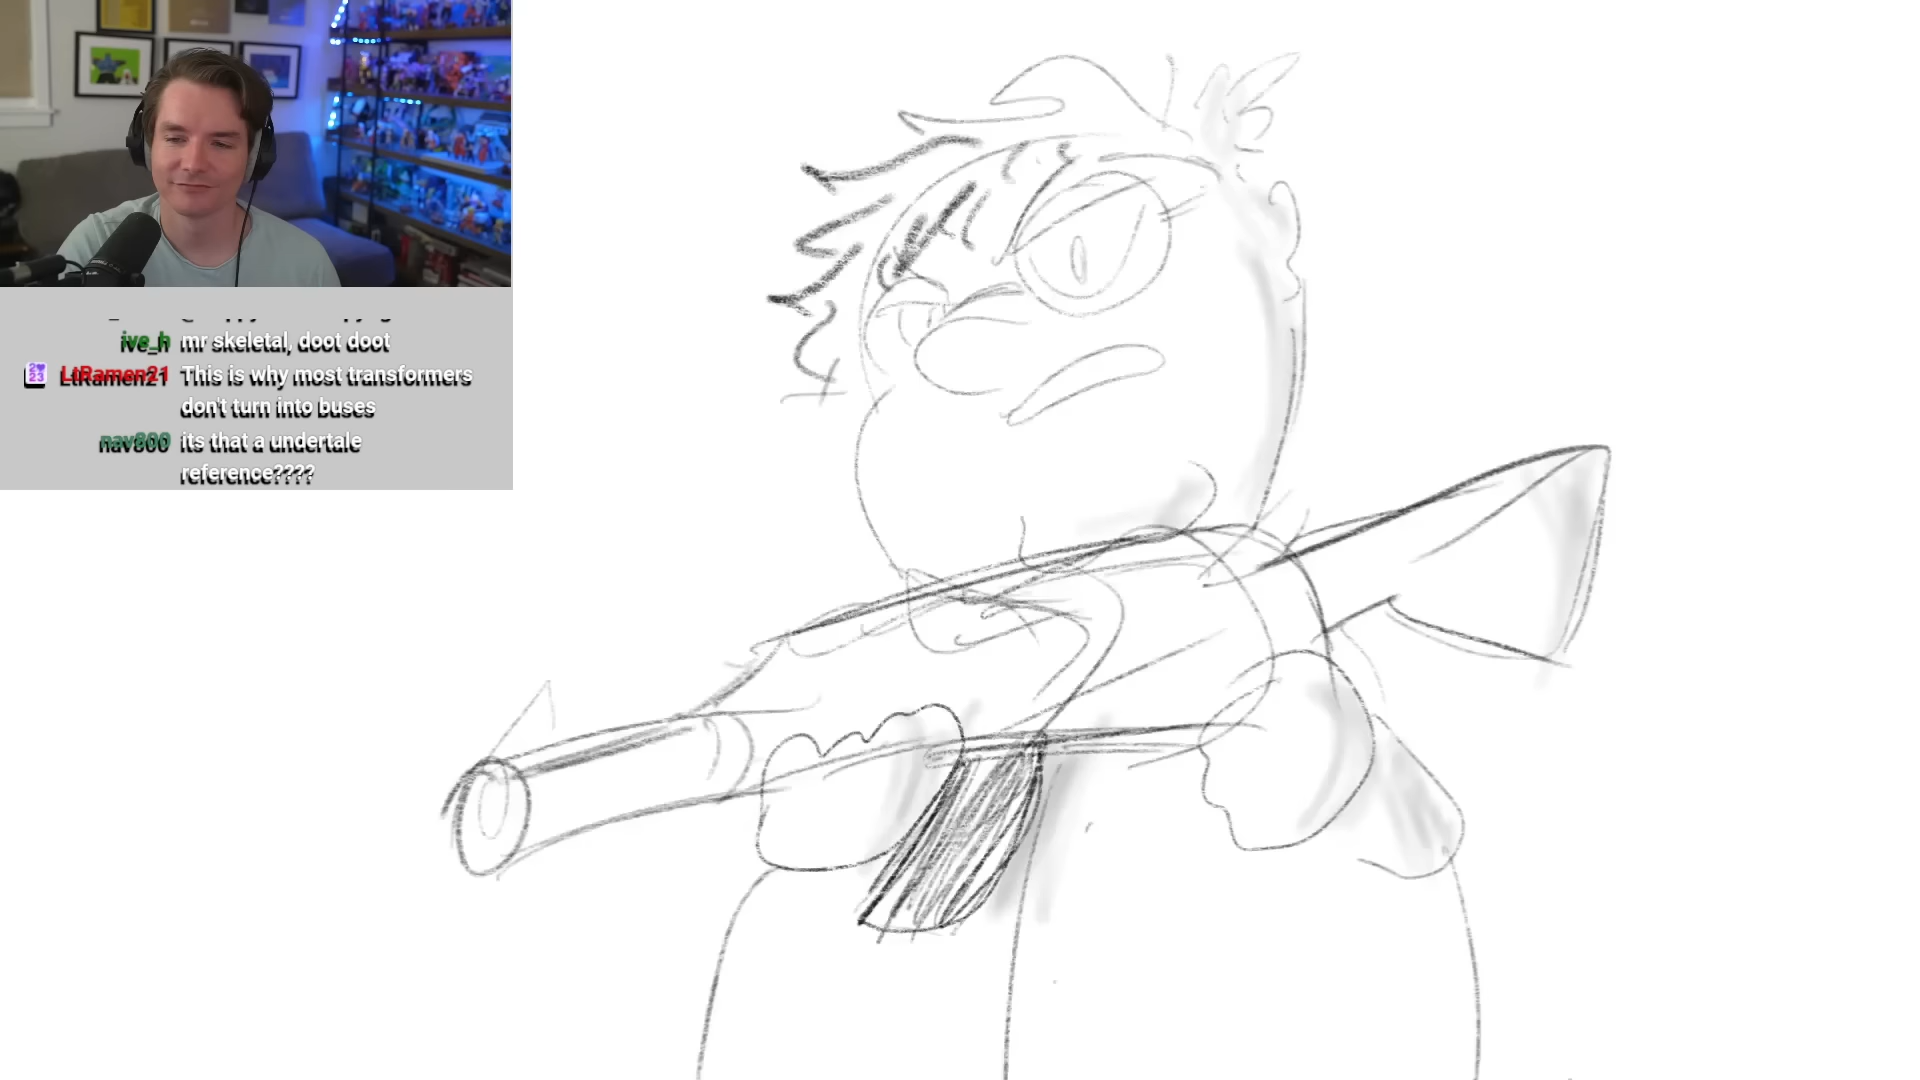 ive_h mr skeletal, doot doot
LtRamen21 This is why most transformers
don't turn into buses
nav800 its that a undertale
reference????